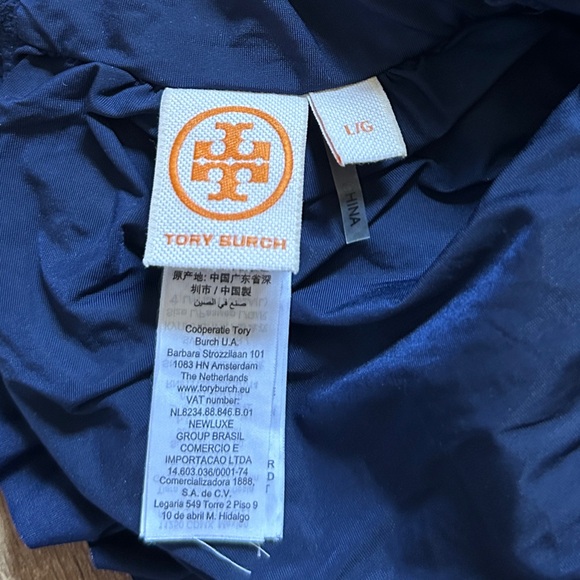 TORY BURCH
L/G
HINA
原产地: 中国广东省深
圳市 / 中国製
صنع في الصين
Coöperatie Tory
Burch U.A.
Barbara Strozzilaan 101
1083 HN Amsterdam
The Netherlands
www.toryburch.eu
VAT number:
NL8234.88.846.B.01
NEWLUXE
GROUP BRASIL
COMERCIO E
IMPORTACAO LTDA
14.603.036/0001-74
Comercializadora 1888,
S.A. de C.V.
Legaria 549 Torre 2 Piso 9
10 de abril M. Hidalgo